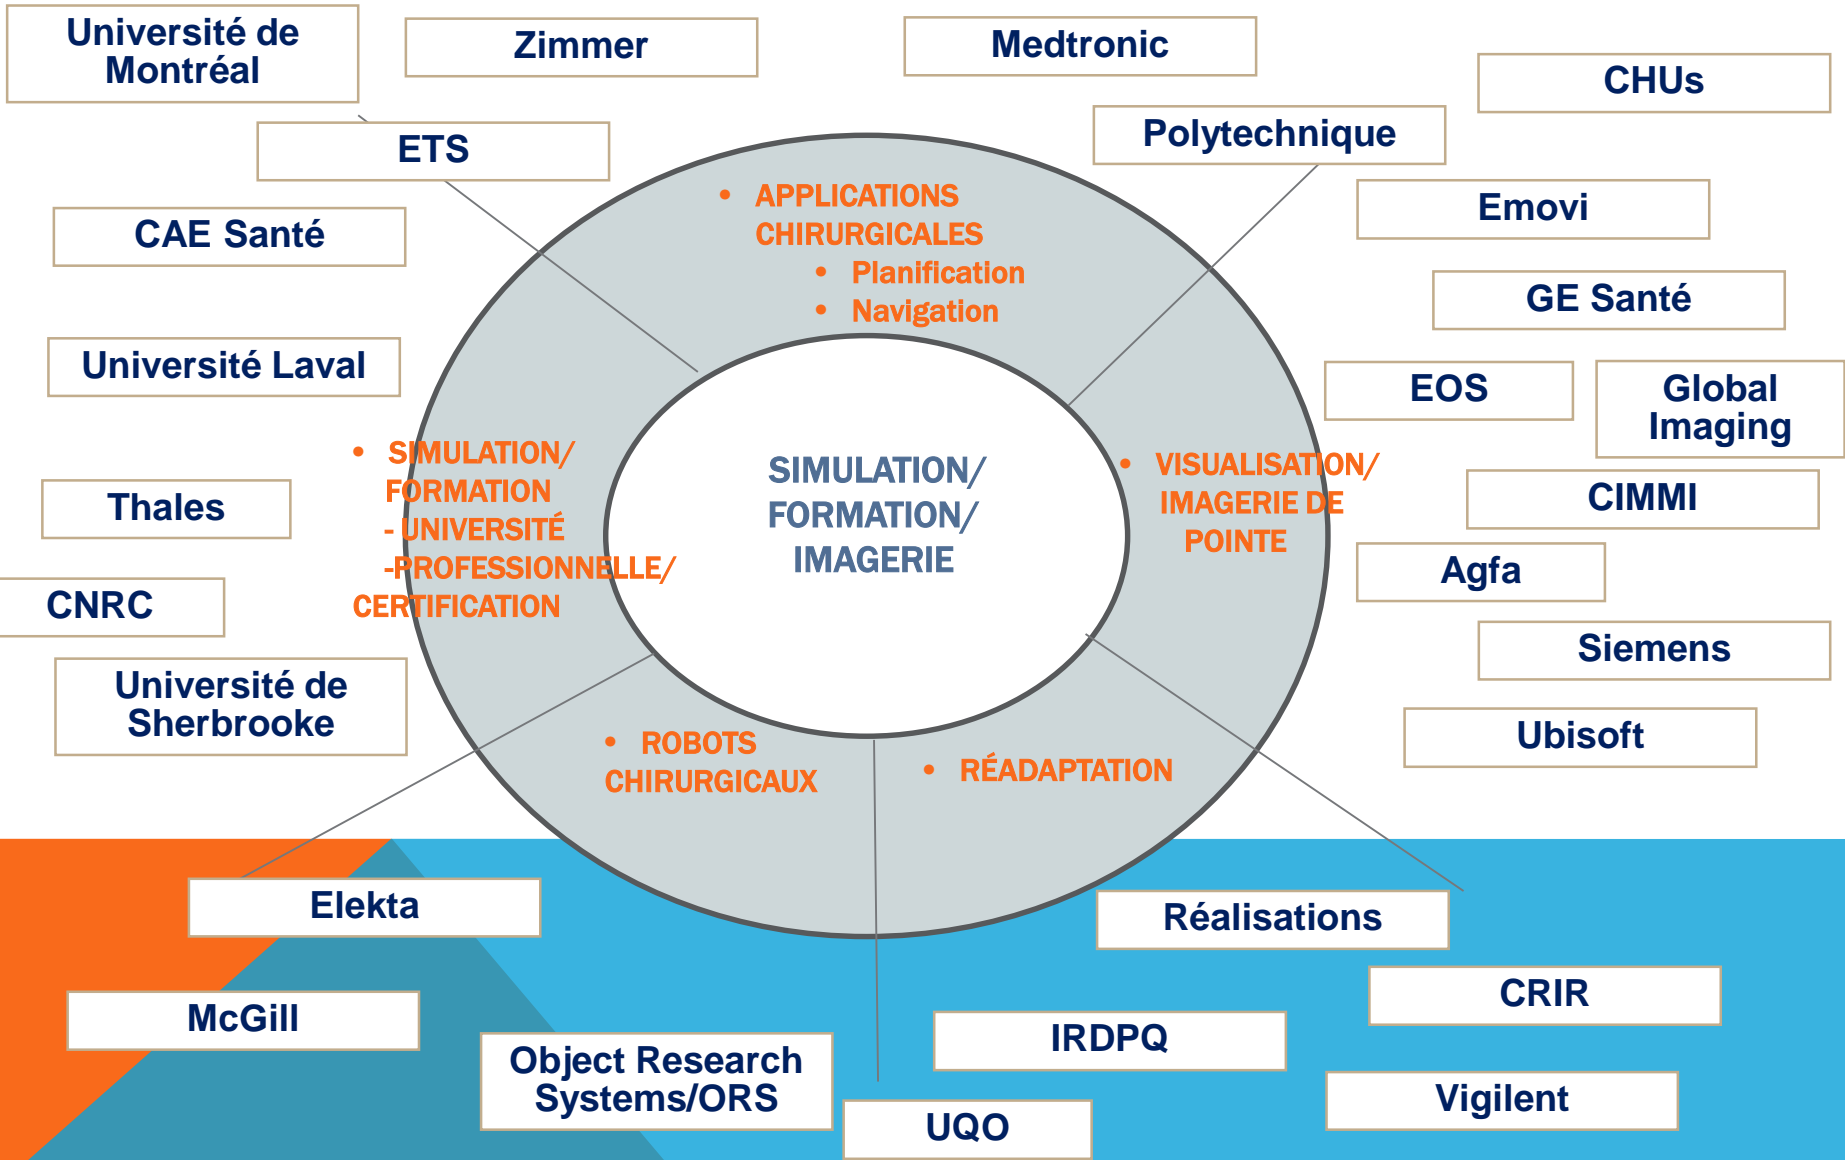 Université de
Montréal
Zimmer
Medtronic
CHUs
ETS
Polytechnique
CAE Santé
Emovi
• APPLICATIONS
CHIRURGICALES
• Planification
• Navigation
GE Santé
Université Laval
EOS
Global
Imaging
• SIMULATION/
FORMATION
- UNIVERSITÉ
-PROFESSIONNELLE/
CERTIFICATION
SIMULATION/
FORMATION/
IMAGERIE
• VISUALISATION/
IMAGERIE DE
POINTE
Thales
CIMMI
Agfa
CNRC
Siemens
Université de
Sherbrooke
Ubisoft
• ROBOTS
CHIRURGICAUX
• RÉADAPTATION
Elekta
Réalisations
McGill
CRIR
Object Research
Systems/ORS
IRDPQ
UQO
Vigilent